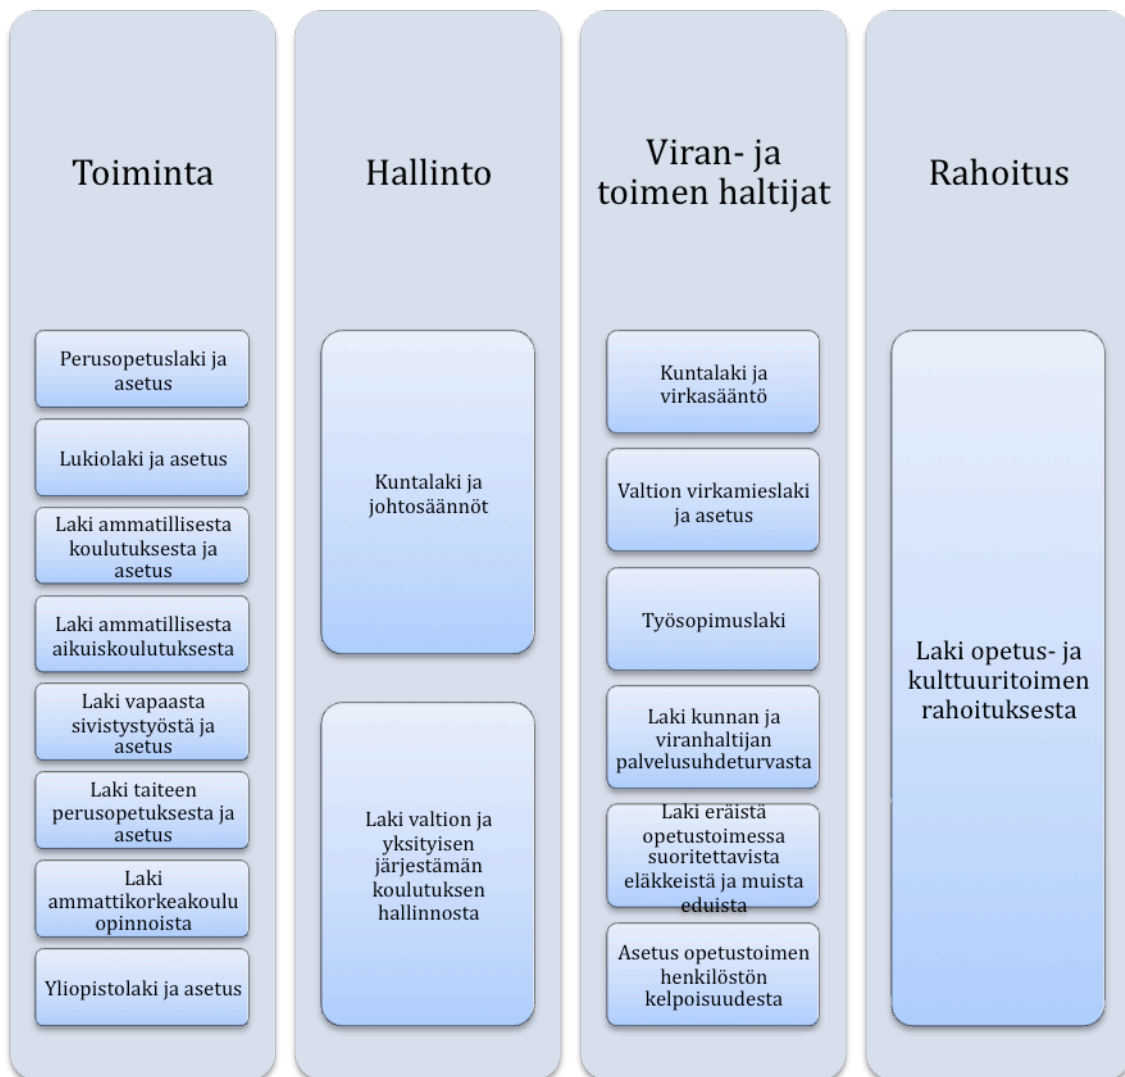 Toiminta
Perusopetuslaki ja
asetus
Lukiolaki ja asetus
Laki ammatillisesta
koulutuksesta ja
asetus
Laki ammatillisesta
aikuiskoulutuksesta
Laki vapaasta
sivistystyöstä ja
asetus
Laki taiteen
perusopetuksesta ja
asetus
Laki
ammattikorkeakoulu
opinnoista
Yliopistolaki ja asetus
Hallinto
Kuntalaki ja
johtosäännöt
Laki valtion ja
yksityisen
järjestämän
koulutuksen
hallinnosta
Viran- ja
toimen haltijat
Kuntalaki ja
virkasääntö
Valtion virkamieslaki
ja asetus
Työsopimuslaki
Laki kunnan ja
viranhaltijan
palvelusuhdeturvasta
Laki eräistä
opetustoimessa
suoritettavista
eläkkeistä ja muista
eduista
Asetus opetustoimen
henkilöstön
kelpoisuudesta
Rahoitus
Laki opetus- ja
kulttuuritoimen
rahoituksesta